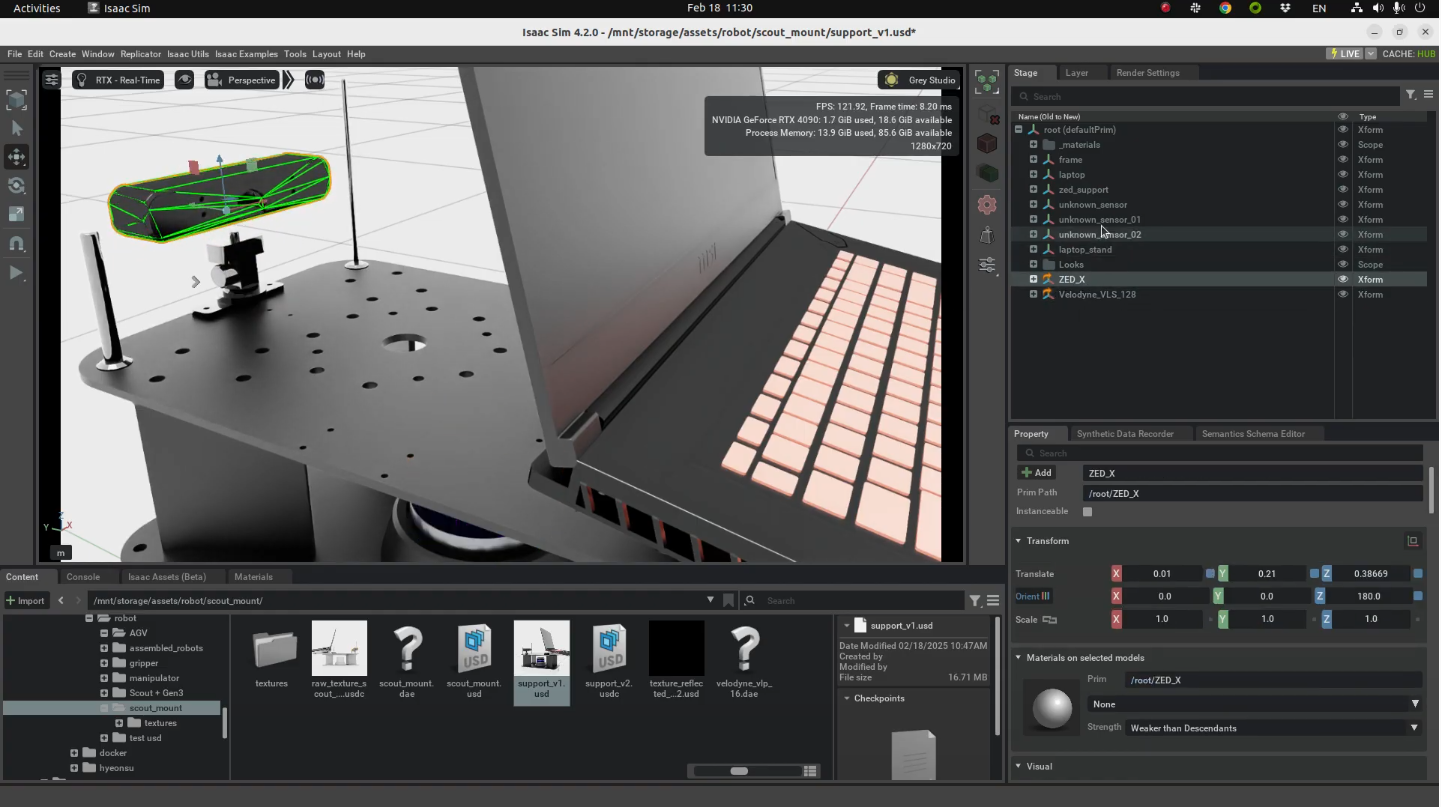 Activities Isaac Sim Feb 18 11:30 EN
Isaac Sim 4.2.0 - /mnt/storage/assets/robot/scout_mount/support_v1.usd*
File Edit Create Window Replicator Isaac Utils Isaac Examples Tools Layout Help LIVE CACHE: HUB
RTX - Real-Time Perspective Grey Studio
FPS: 121.92, Frame time: 8.20 ms
NVIDIA GeForce RTX 4090: 1.7 GiB used, 18.6 GiB available
Process Memory: 13.9 GiB used, 85.6 GiB available
1280x720
Z
Y X
m
Stage Layer Render Settings
Search
Name (Old to New) Type
root (defaultPrim) Xform
_materials Scope
frame Xform
laptop Xform
zed_support Xform
unknown_sensor Xform
unknown_sensor_01 Xform
unknown_sensor_02 Xform
laptop_stand Xform
Looks Scope
ZED_X Xform
Velodyne_VLS_128 Xform
Property Synthetic Data Recorder Semantics Schema Editor
Search
Add ZED_X
Prim Path /root/ZED_X
Instanceable
Transform
Translate X 0.01 Y 0.21 Z 0.38669
Orient X 0.0 Y 0.0 Z 180.0
Scale X 1.0 Y 1.0 Z 1.0
Materials on selected models
Prim /root/ZED_X
None
Strength Weaker than Descendants
Visual
Content Console Isaac Assets (Beta) Materials
Import /mnt/storage/assets/robot/scout_mount/ Search
robot
AGV
assembled_robots
gripper
manipulator
Scout + Gen3
scout_mount
textures
test usd
docker
hyeonsu
textures
raw_texture_s
cout_....usdc
scout_mount.
dae
USD
scout_mount.
usd
support_v1.
usd
USD
support_v2.
usdc
texture_reflec
ted_...2.usd
velodyne_vlp_
16.dae
support_v1.usd
Date Modified 02/18/2025 10:47AM
Created by
Modified by
File size 16.71 MB
Checkpoints